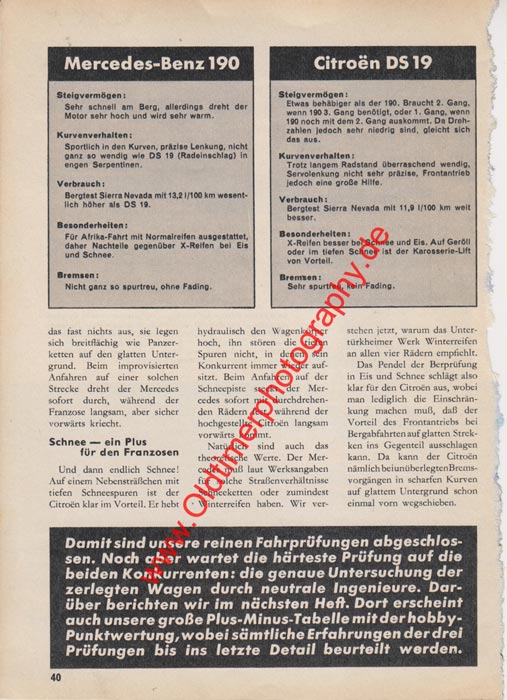 Mercedes-Benz 190
Steigvermögen:
Sehr schnell am Berg, allerdings dreht der
Motor sehr hoch und wird sehr warm.
Kurvenverhalten:
Sportlich in den Kurven, präzise Lenkung, nicht
ganz so wendig wie DS 19 (Radeinschlag) in
engen Serpentinen.
Verbrauch:
Bergtest Sierra Nevada mit 13,2 l/100 km wesent-
lich höher als DS 19.
Besonderheiten:
Für Afrika-Fahrt mit Normalreifen ausgestattet,
daher Nachteile gegenüber X-Reifen bei Eis
und Schnee.
Bremsen:
Nicht ganz so spurtreu, ohne Fading.
Citroën DS 19
Steigvermögen:
Etwas behäbiger als der 190. Braucht 2. Gang,
wenn 190 3. Gang benötigt, oder 1. Gang, wenn
190 noch mit dem 2. Gang auskommt. Da Dreh-
zahlen jedoch sehr niedrig sind, gleicht sich
das aus.
Kurvenverhalten:
Trotz langem Radstand überraschend wendig,
Servolenkung nicht sehr präzise, Frontantrieb
jedoch eine große Hilfe.
Verbrauch:
Bergtest Sierra Nevada mit 11,9 l/100 km weit
besser.
Besonderheiten:
X-Reifen besser bei Schnee und Eis. Auf Geröll
oder im tiefen Schnee ist der Karosserie-Lift
von Vorteil.
Bremsen:
Sehr spurtreu, kein Fading.
das fast nichts aus, sie legen
sich breitflächig wie Panzer-
ketten auf den glatten Unter-
grund. Beim improvisierten
Anfahren auf einer solchen
Strecke dreht der Mercedes
sofort durch, während der
Franzose langsam, aber sicher
vorwärts kriecht.
Schnee — ein Plus
für den Franzosen
Und dann endlich Schnee!
Auf einem Nebensträßchen mit
tiefen Schneespuren ist der
Citroën klar im Vorteil. Er hebt
hydraulisch den Wagenkörper
hoch, ihn stören die tiefen
Spuren nicht, in denen sein
Konkurrent immer wieder auf-
sitzt. Beim Anfahren auf der
Schneepiste steht der Mer-
cedes sofort mit durchdrehen-
den Rädern fest, während der
hochgestellte Citroën langsam
vorwärts kommt.
Natürlich sind auch das
theoretische Werte. Der Mer-
cedes muß laut Werksangaben
für solche Straßenverhältnisse
Schneeketten oder zumindest
Winterreifen haben. Wir ver-
stehen jetzt, warum das Unter-
türkheimer Werk Winterreifen
an allen vier Rädern empfiehlt.
Das Pendel der Berprüfung
in Eis und Schnee schlägt also
klar für den Citroën aus, wobei
man lediglich die Einschrän-
kung machen muß, daß der
Vorteil des Frontantriebs bei
Bergabfahrten auf glatten Strek-
ken ins Gegenteil ausschlagen
kann. Da kann der Citroën
nämlich bei unüberlegten Brems-
vorgängen in scharfen Kurven
auf glattem Untergrund schon
einmal vorn wegschieben.
Damit sind unsere reinen Fahrprüfungen abgeschlos-
sen. Noch aber wartet die härteste Prüfung auf die
beiden Konkurrenten: die genaue Untersuchung der
zerlegten Wagen durch neutrale Ingenieure. Dar-
über berichten wir im nächsten Heft. Dort erscheint
auch unsere große Plus-Minus-Tabelle mit der hobby-
Punktwertung, wobei sämtliche Erfahrungen der drei
Prüfungen bis ins letzte Detail beurteilt werden.
40
www.Oldtimerphotography.de